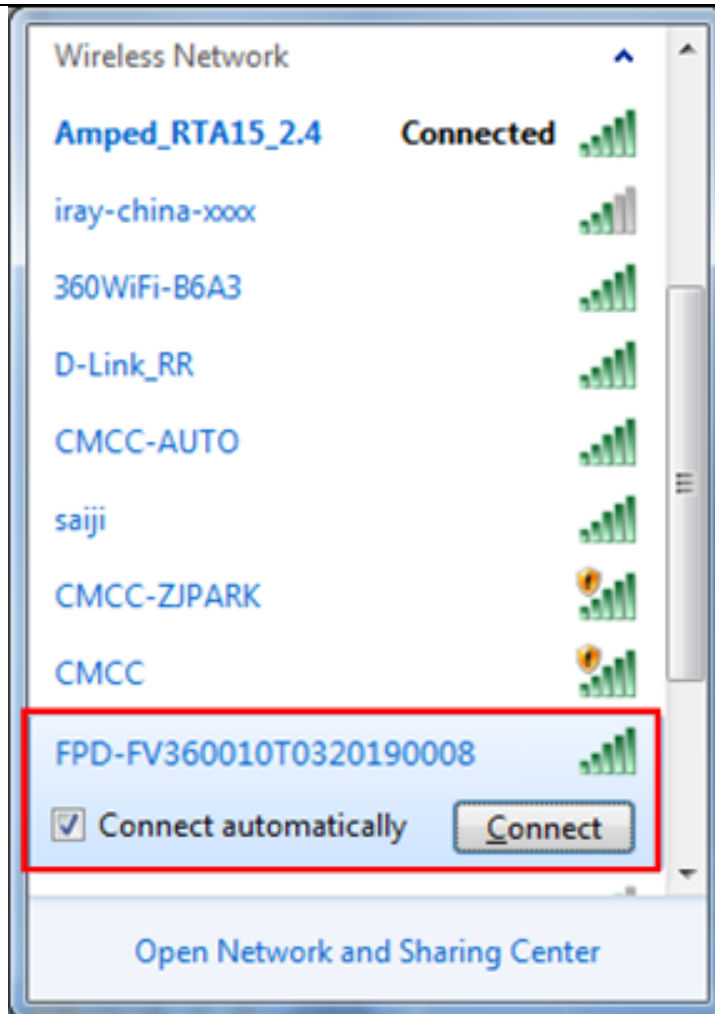 Wireless Network
Amped_RTA15_2.4 Connected
iray-china-xxxx
360WiFi-B6A3
D-Link_RR
CMCC-AUTO
saiji
CMCC-ZJPARK
CMCC
FPD-FV360010T0320190008
Connect automatically Connect
Open Network and Sharing Center